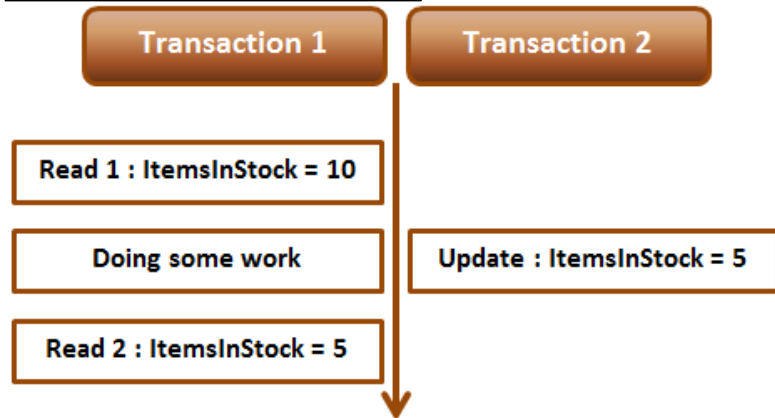 Transaction 1
Transaction 2
Read 1 : ItemsInStock = 10
Doing some work
Update : ItemsInStock = 5
Read 2 : ItemsInStock = 5